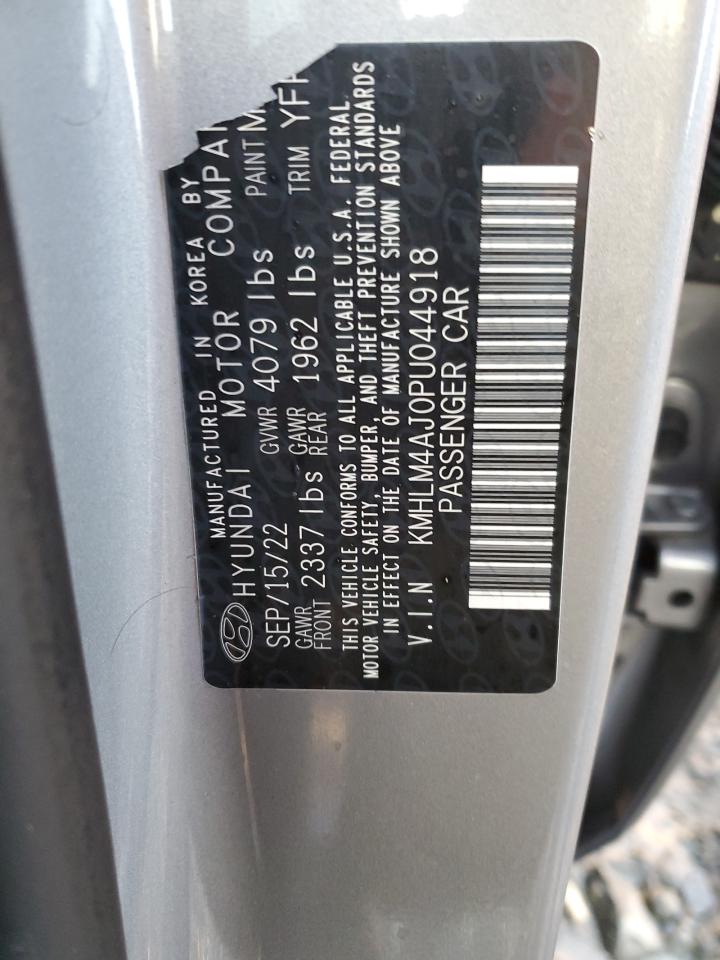 MANUFACTURED IN KOREA BY
HYUNDAI MOTOR
SEP/15/22 GVWR 4079 lbs PAINT
GAWR FRONT 2337 lbs GAWR REAR 1962 lbs TRIM
THIS VEHICLE CONFORMS TO ALL APPLICABLE U.S.A. FEDERAL
MOTOR VEHICLE SAFETY, BUMPER, AND THEFT PREVENTION STANDARDS
IN EFFECT ON THE DATE OF MANUFACTURE SHOWN ABOVE
V.I.N KMHLM4AJ0PU044918
PASSENGER CAR